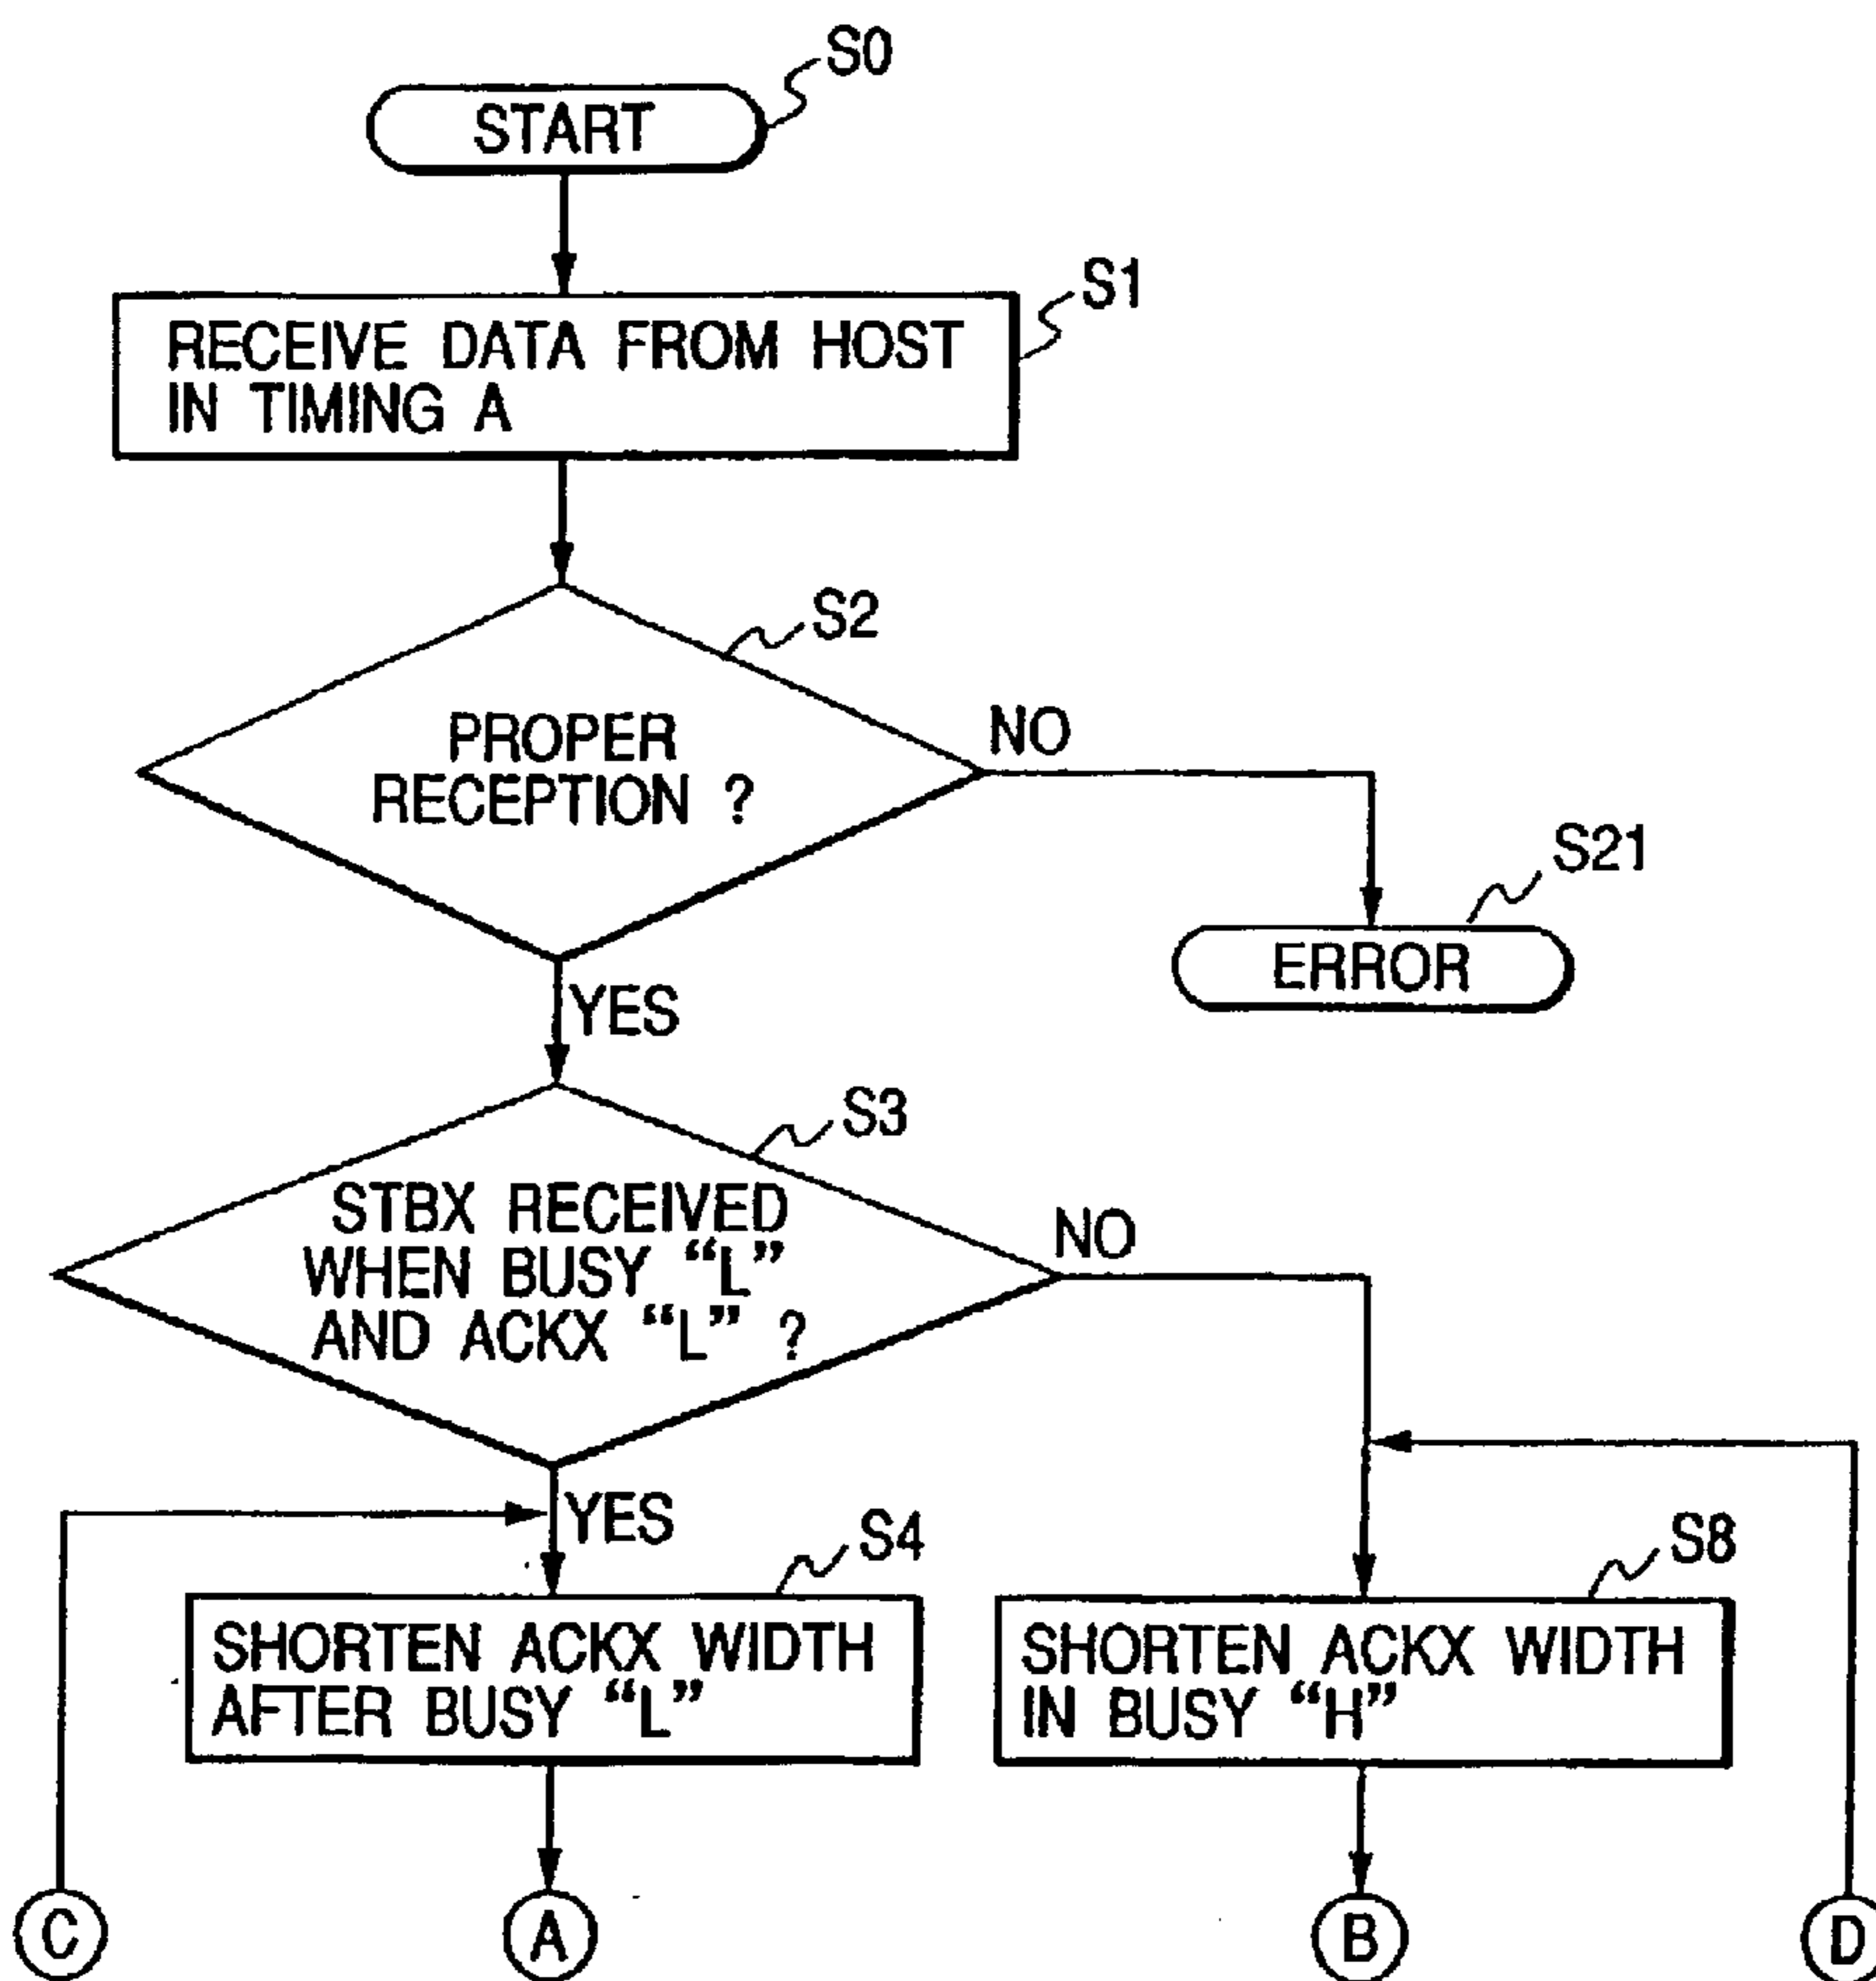 S0
START
S1
RECEIVE DATA FROM HOST
IN TIMING A
S2
PROPER
RECEPTION ?
NO
S21
ERROR
YES
S3
STBX RECEIVED
WHEN BUSY “L”
AND ACKX “L” ?
NO
YES
S4
SHORTEN ACKX WIDTH
AFTER BUSY “L”
S8
SHORTEN ACKX WIDTH
IN BUSY “H”
C
A
B
D